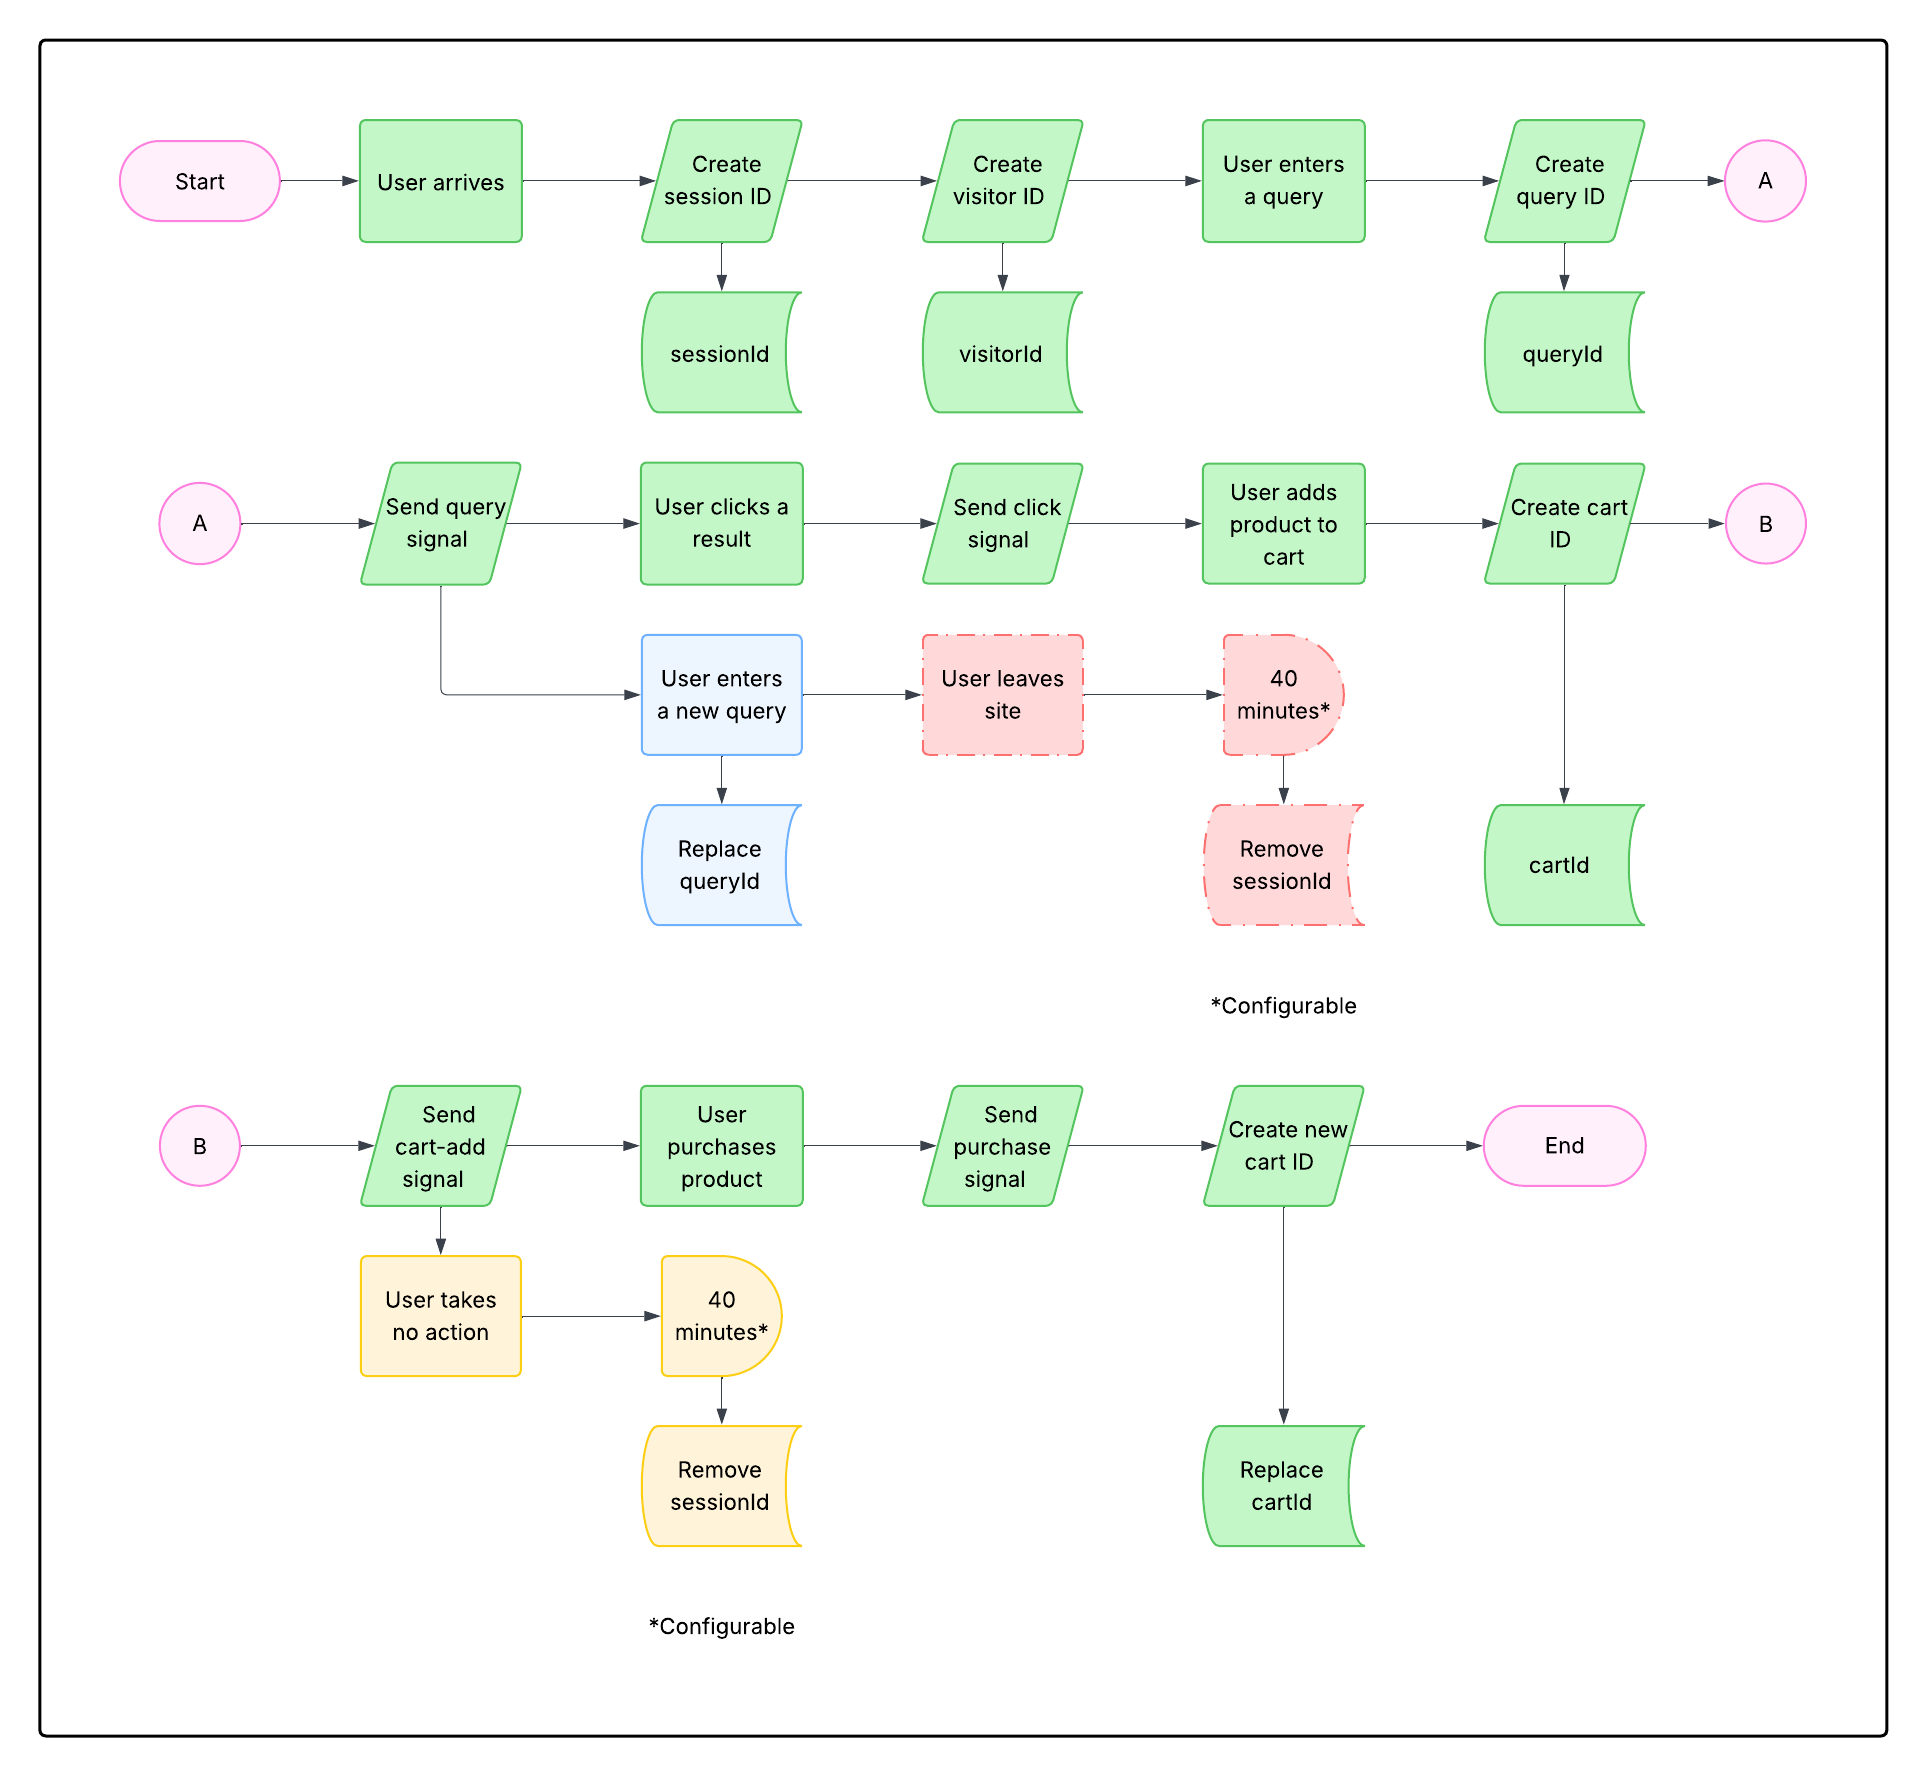 Start
User arrives
Create
session ID
Create
visitor ID
User enters
a query
Create
query ID
A
sessionId
visitorId
queryId
A
Send query
signal
User clicks a
result
Send click
signal
User adds
product to
cart
Create cart
ID
B
User enters
a new query
User leaves
site
40
minutes*
Replace
queryId
Remove
sessionId
cartId
*Configurable
B
Send
cart-add
signal
User
purchases
product
Send
purchase
signal
Create new
cart ID
End
User takes
no action
40
minutes*
Remove
sessionId
Replace
cartId
*Configurable